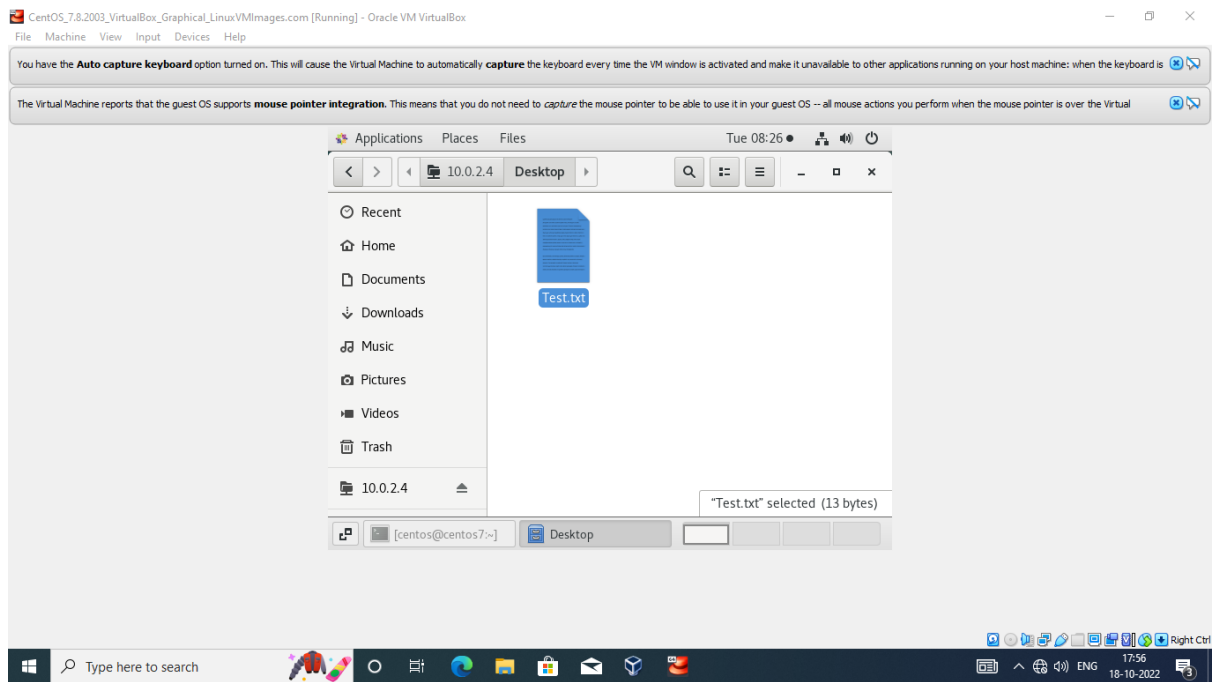 CentOS_7.8.2003_VirtualBox_Graphical_LinuxVMImages.com [Running] - Oracle VM VirtualBox
File Machine View Input Devices Help
You have the Auto capture keyboard option turned on. This will cause the Virtual Machine to automatically capture the keyboard every time the VM window is activated and make it unavailable to other applications running on your host machine: when the keyboard is
The Virtual Machine reports that the guest OS supports mouse pointer integration. This means that you do not need to capture the mouse pointer to be able to use it in your guest OS -- all mouse actions you perform when the mouse pointer is over the Virtual
Applications Places Files Tue 08:26
10.0.2.4 Desktop
Recent
Home
Documents
Downloads
Music
Pictures
Videos
Trash
10.0.2.4
Test.txt
"Test.txt" selected (13 bytes)
[centos@centos7:~] Desktop
Right Ctrl
Type here to search
ENG
17:56
18-10-2022
3